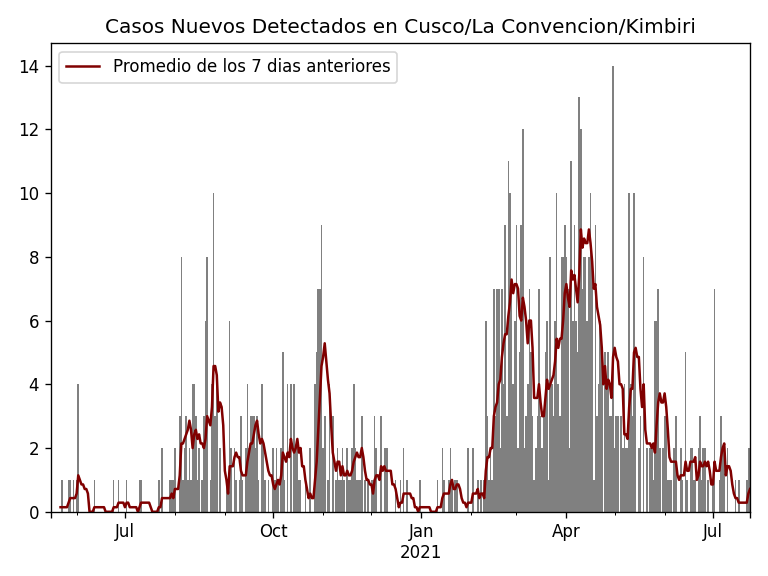 Casos Nuevos Detectados en Cusco/La Convencion/Kimbiri
Promedio de los 7 dias anteriores
14
12
10
8
6
4
2
0
Jul
Oct
Jan
Apr
Jul
2021